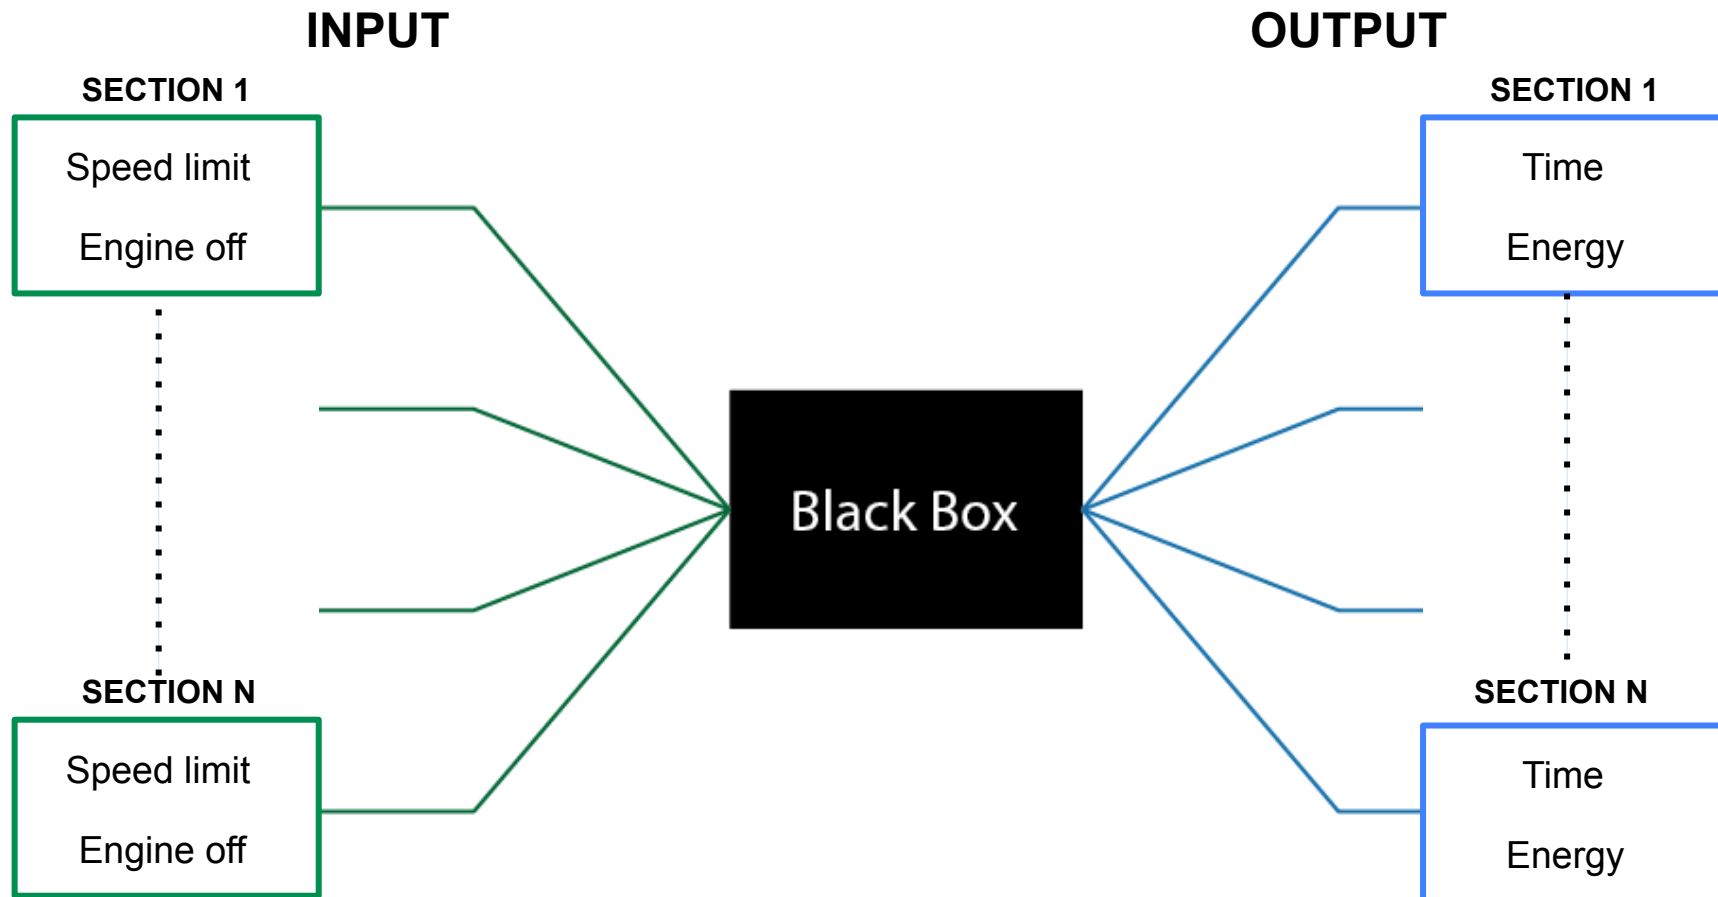 INPUT
OUTPUT
SECTION 1
Speed limit
Engine off
SECTION 1
Time
Energy
Black Box
SECTION N
Speed limit
Engine off
SECTION N
Time
Energy